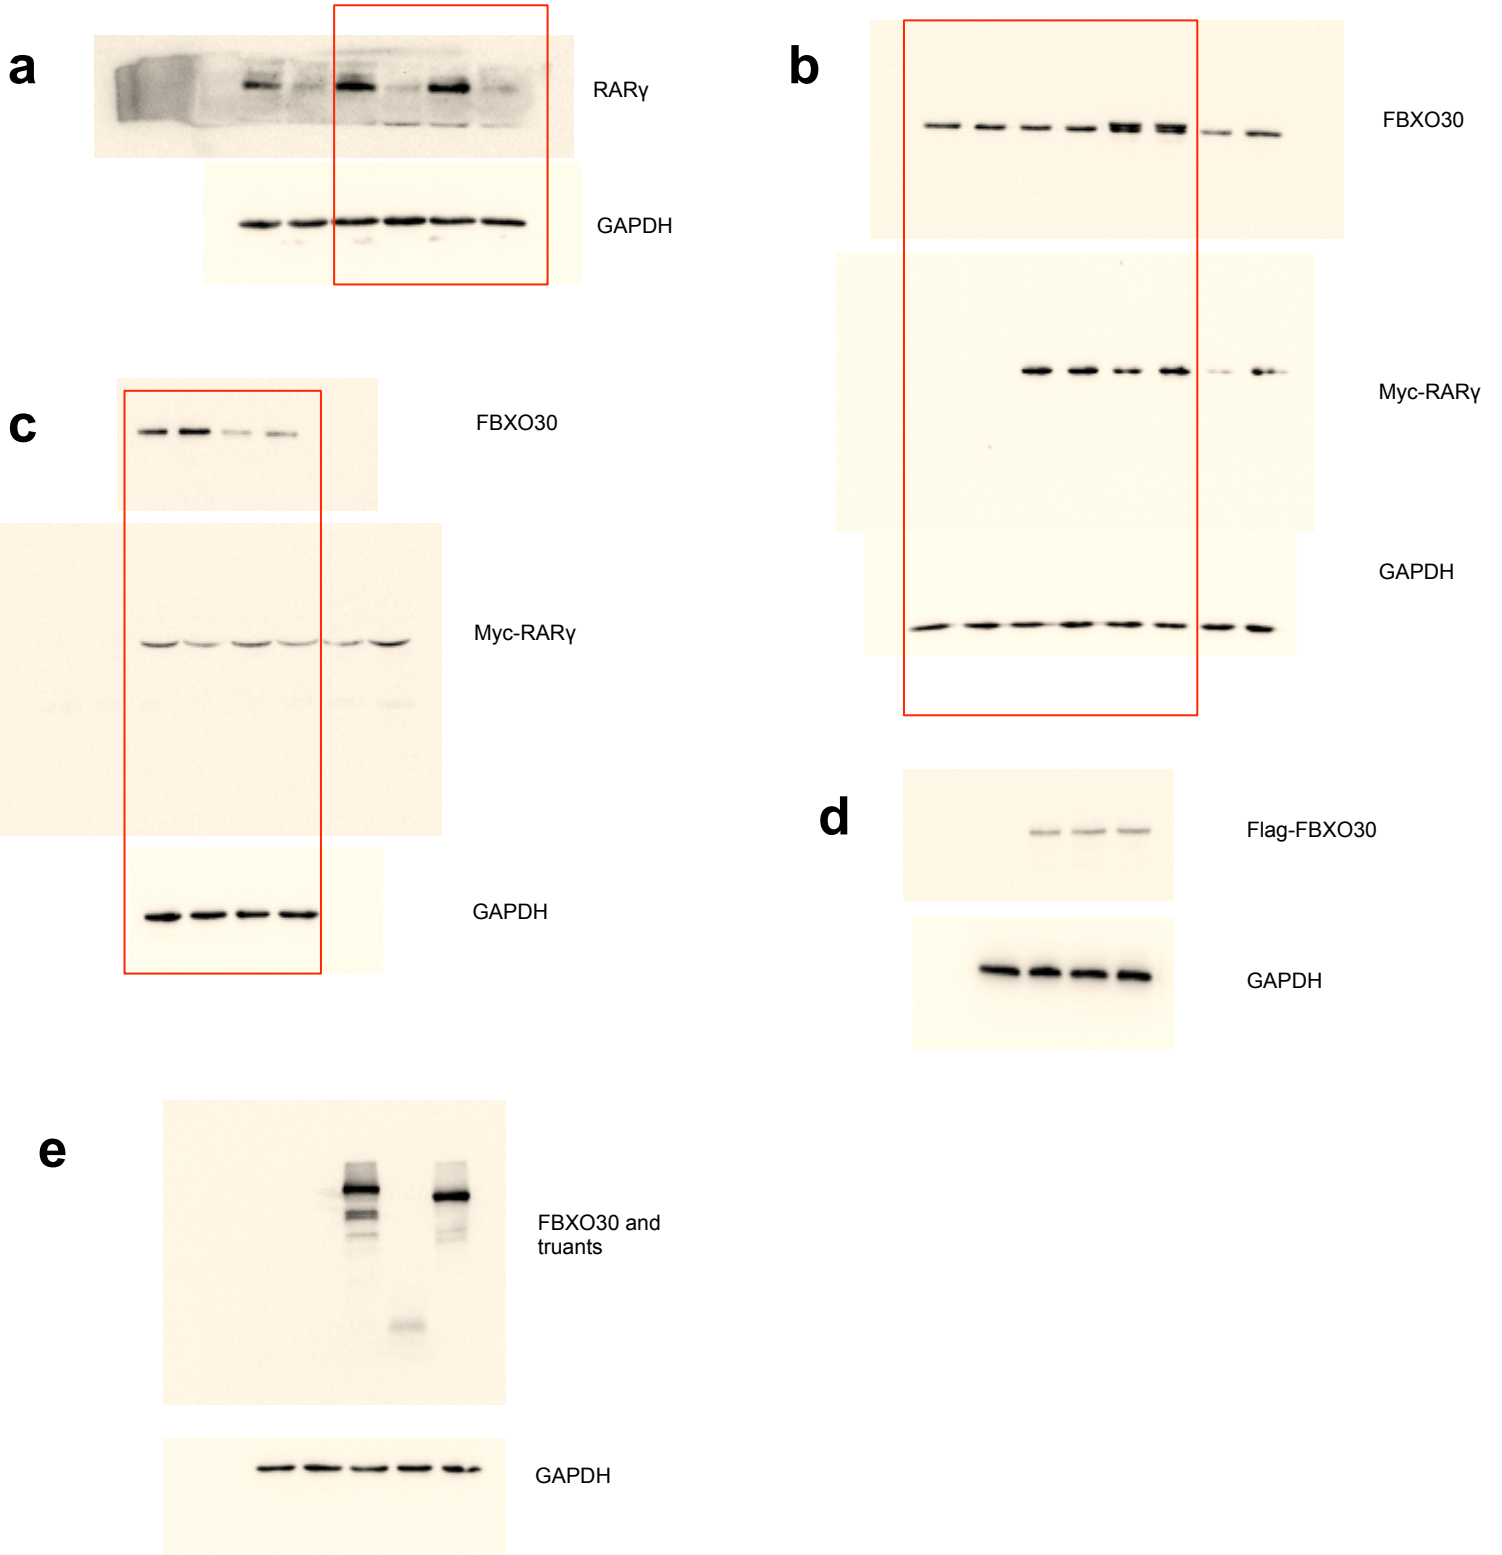 a
RARγ
GAPDH
b
FBXO30
Myc-RARγ
GAPDH
c
FBXO30
Myc-RARγ
GAPDH
d
Flag-FBXO30
GAPDH
e
FBXO30 and
truants
GAPDH